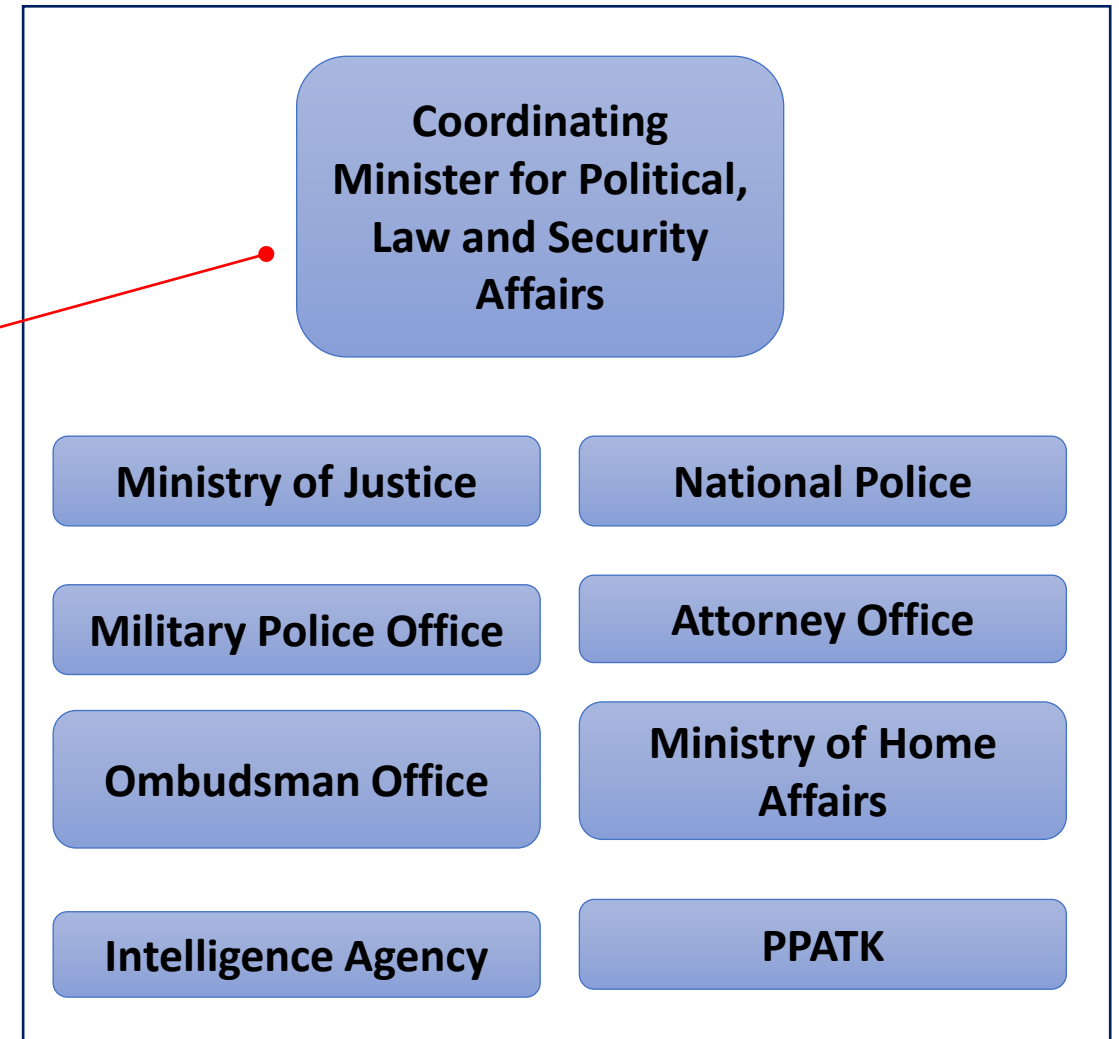 Coordinating
Minister for Political,
Law and Security
Affairs
Ministry of Justice
National Police
Military Police Office
Attorney Office
Ombudsman Office
Ministry of Home
Affairs
Intelligence Agency
PPATK